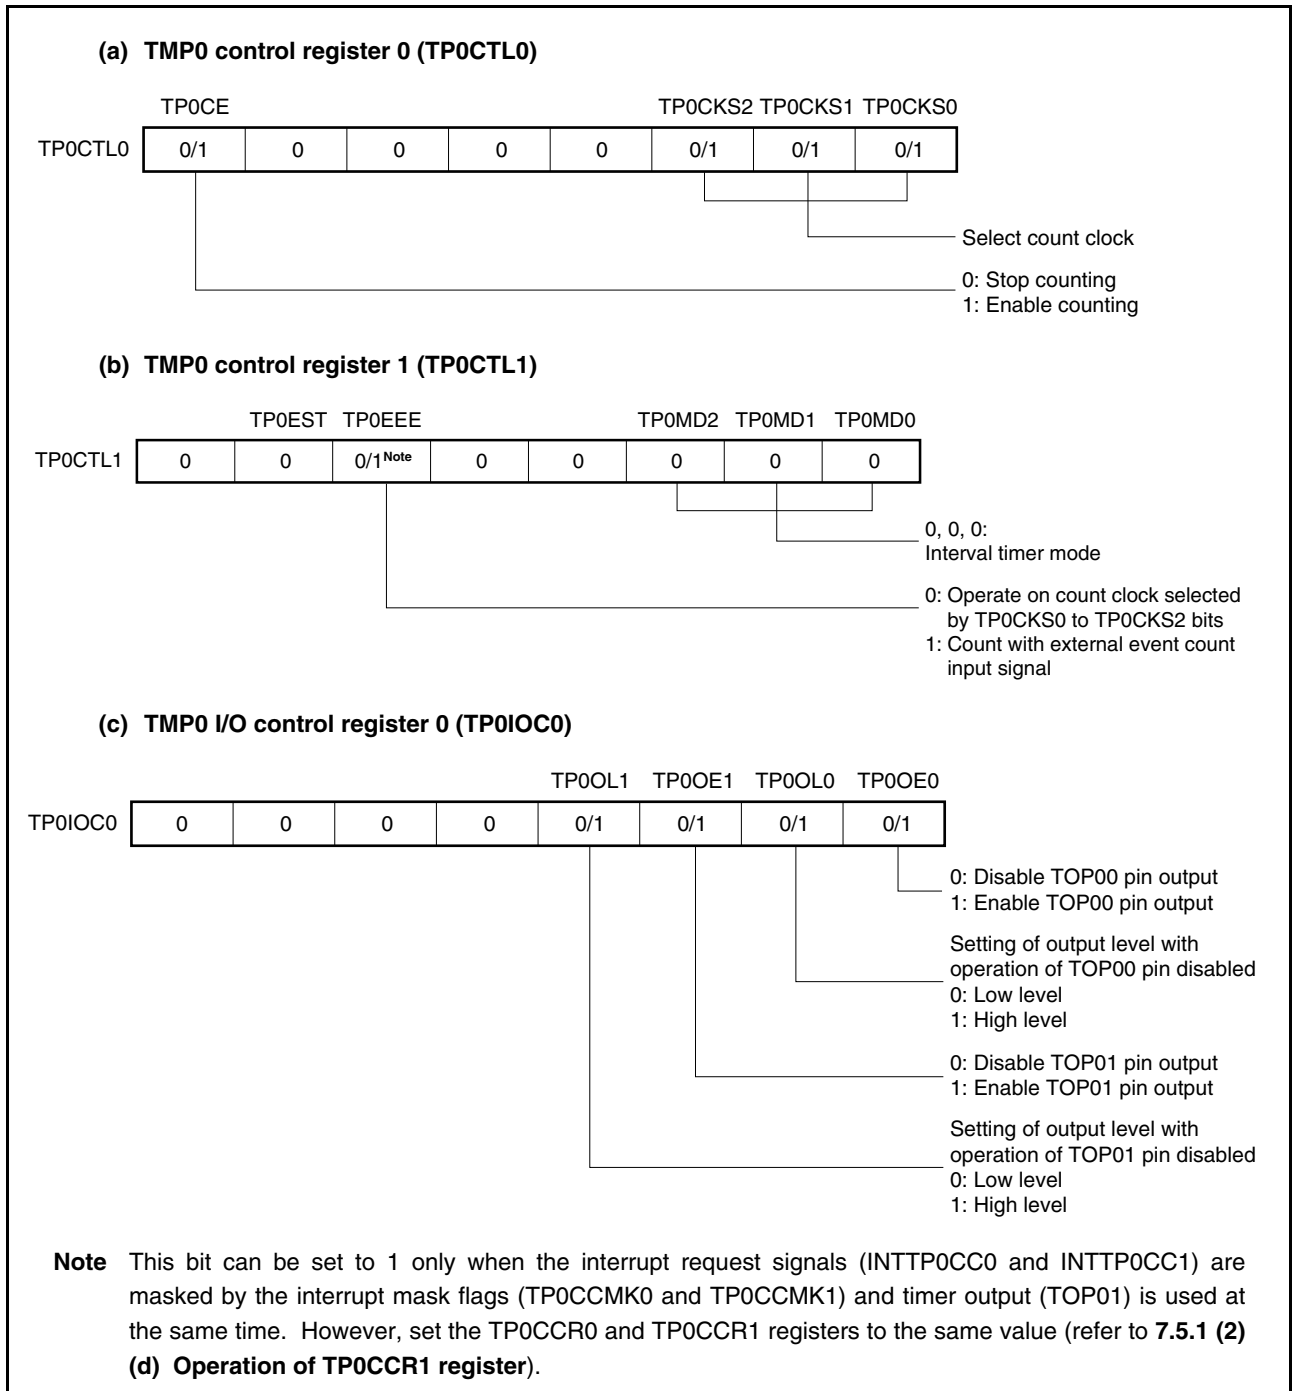 (a) TMP0 control register 0 (TP0CTL0)
TP0CE TP0CKS2 TP0CKS1 TP0CKS0
TP0CTL0 0/1 0 0 0 0 0/1 0/1 0/1
Select count clock
0: Stop counting
1: Enable counting
(b) TMP0 control register 1 (TP0CTL1)
TP0EST TP0EEE TP0MD2 TP0MD1 TP0MD0
TP0CTL1 0 0 0/1Note 0 0 0 0 0
0, 0, 0:
Interval timer mode
0: Operate on count clock selected
by TP0CKS0 to TP0CKS2 bits
1: Count with external event count
input signal
(c) TMP0 I/O control register 0 (TP0IOC0)
TP0OL1 TP0OE1 TP0OL0 TP0OE0
TP0IOC0 0 0 0 0 0/1 0/1 0/1 0/1
0: Disable TOP00 pin output
1: Enable TOP00 pin output
Setting of output level with
operation of TOP00 pin disabled
0: Low level
1: High level
0: Disable TOP01 pin output
1: Enable TOP01 pin output
Setting of output level with
operation of TOP01 pin disabled
0: Low level
1: High level
Note This bit can be set to 1 only when the interrupt request signals (INTTP0CC0 and INTTP0CC1) are
masked by the interrupt mask flags (TP0CCMK0 and TP0CCMK1) and timer output (TOP01) is used at
the same time. However, set the TP0CCR0 and TP0CCR1 registers to the same value (refer to 7.5.1 (2)
(d) Operation of TP0CCR1 register).